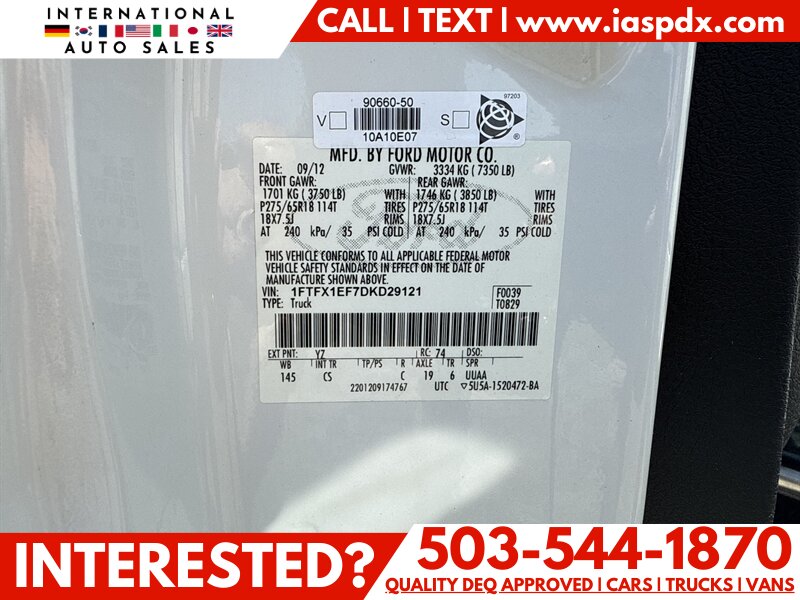 INTERNATIONAL
AUTO SALES
CALL | TEXT | www.iaspdx.com
90660-50
97203
V S
10A10E07
®
MFD. BY FORD MOTOR CO.
DATE: 09/12 GVWR: 3334 KG ( 7350 LB)
FRONT GAWR: REAR GAWR:
1701 KG ( 3750 LB) WITH 1746 KG ( 3850 LB) WITH
P275/65R18 114T TIRES P275/65R18 114T TIRES
18X7.5J RIMS 18X7.5J RIMS
AT 240 kPa/ 35 PSI COLD AT 240 kPa/ 35 PSI COLD
Ford
THIS VEHICLE CONFORMS TO ALL APPLICABLE FEDERAL MOTOR
VEHICLE SAFETY STANDARDS IN EFFECT ON THE DATE OF
MANUFACTURE SHOWN ABOVE.
VIN: 1FTFX1EF7DKD29121 F0039
TYPE: Truck T0829
EXT PNT: YZ RC: 74 DSO:
WB INT TR TP/PS R AXLE TR SPR
145 CS C 19 6 UUAA
2201209174767 UTC ▽5U5A-1520472-BA
INTERESTED?
503-544-1870
QUALITY DEQ APPROVED | CARS | TRUCKS | VANS